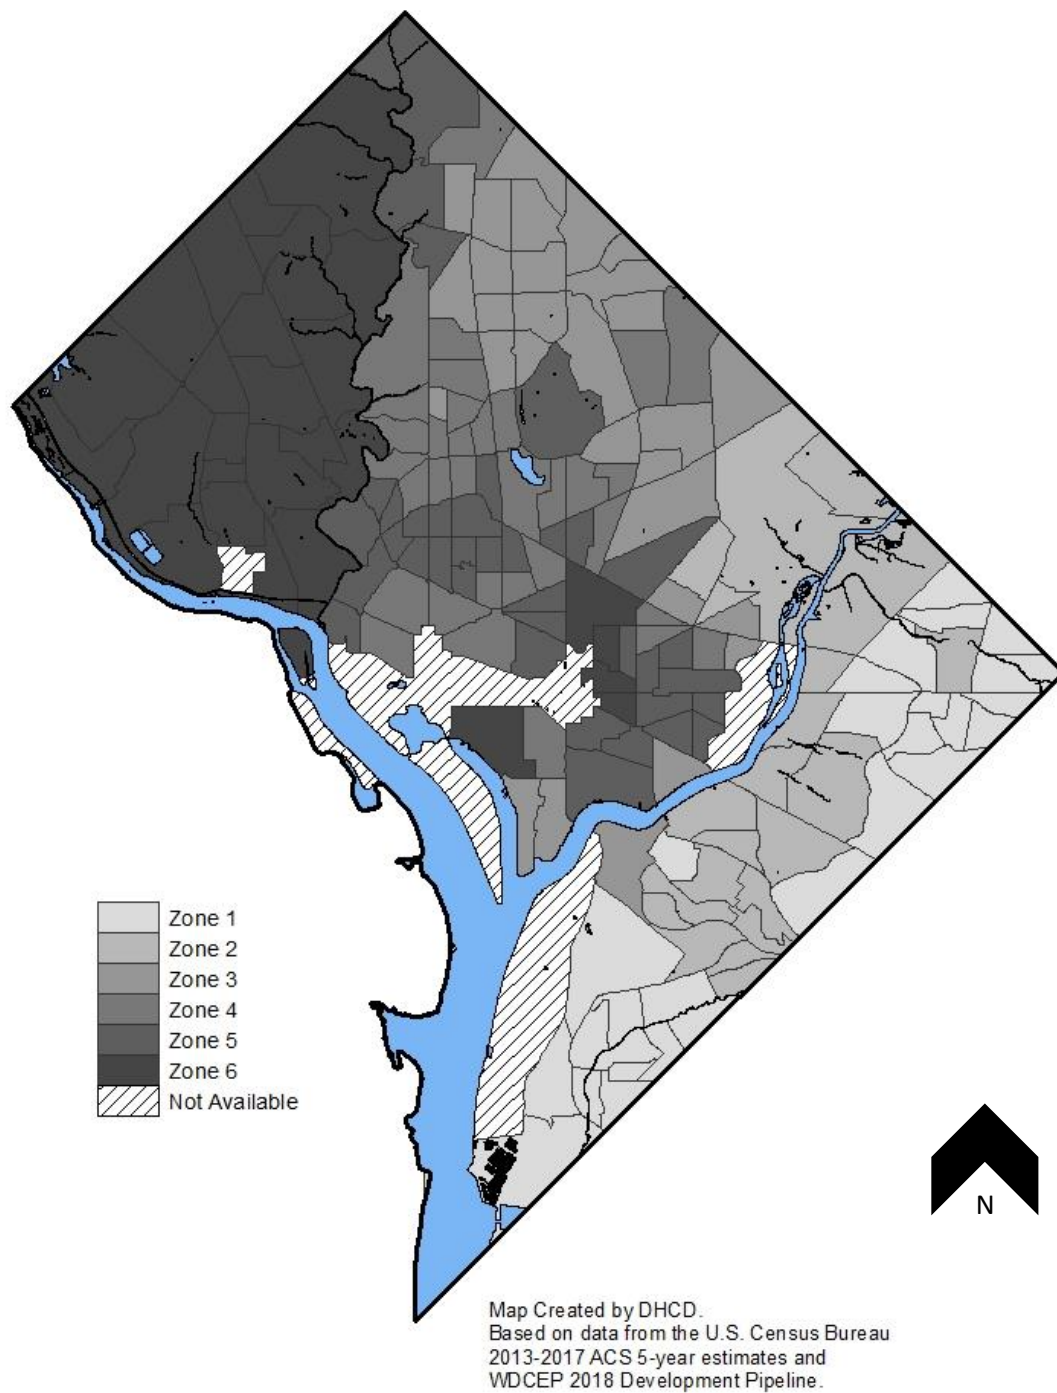 Zone 1
Zone 2
Zone 3
Zone 4
Zone 5
Zone 6
Not Available
N
Map Created by DHCD.
Based on data from the U.S. Census Bureau
2013-2017 ACS 5-year estimates and
WDCEP 2018 Development Pipeline.